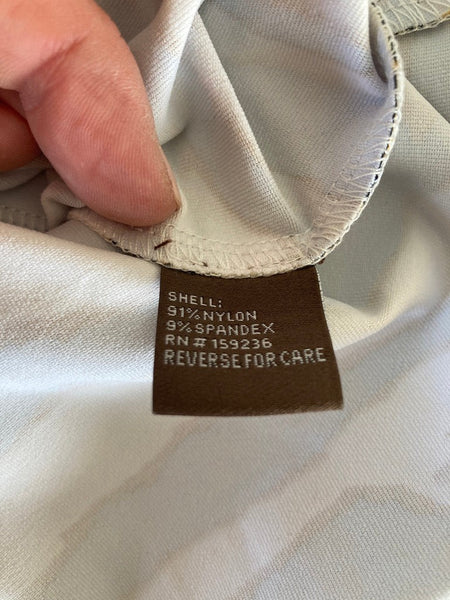 SHELL:
91% NYLON
9% SPANDEX
RN # 159236
REVERSE FOR CARE